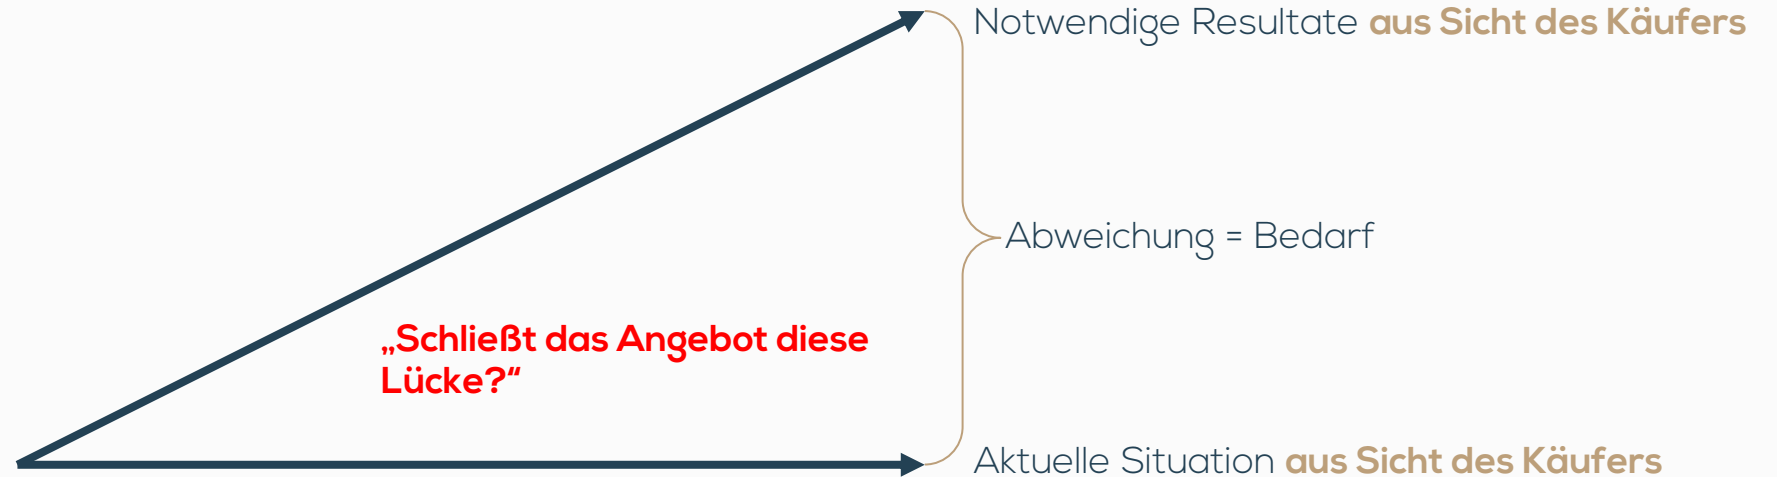 Notwendige Resultate aus Sicht des Käufers
Abweichung = Bedarf
„Schließt das Angebot diese
Lücke?“
Aktuelle Situation aus Sicht des Käufers